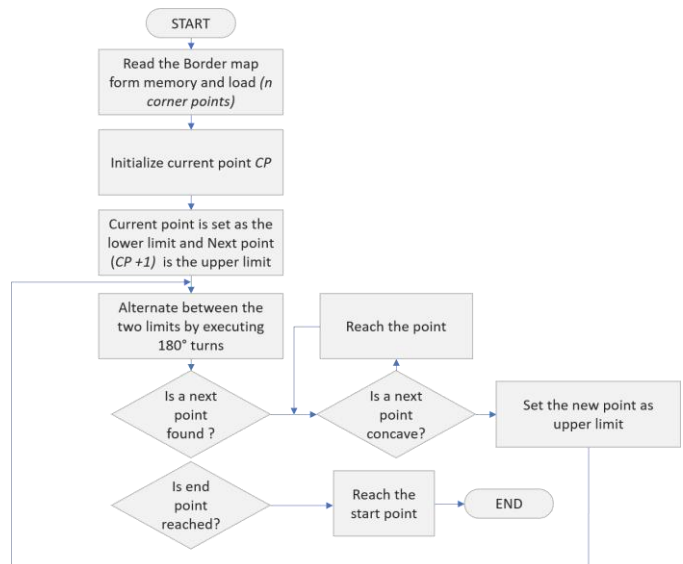 START
Read the Border map
form memory and load (n
corner points)
Initialize current point CP
Current point is set as the
lower limit and Next point
(CP +1) is the upper limit
Alternate between the
two limits by executing
180° turns
Reach the point
Is a next
point
found ?
Is a next
point
concave?
Set the new point as
upper limit
Is end
point
reached?
Reach the
start point
END